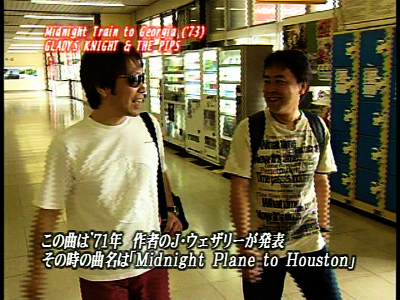 Midnight Train to Georgia ('73)
GLADYS KNIGHT & THE PIPS
この曲は'71年 作者のJ・ウェザリーが発表
その時の曲名は「Midnight Plane to Houston」